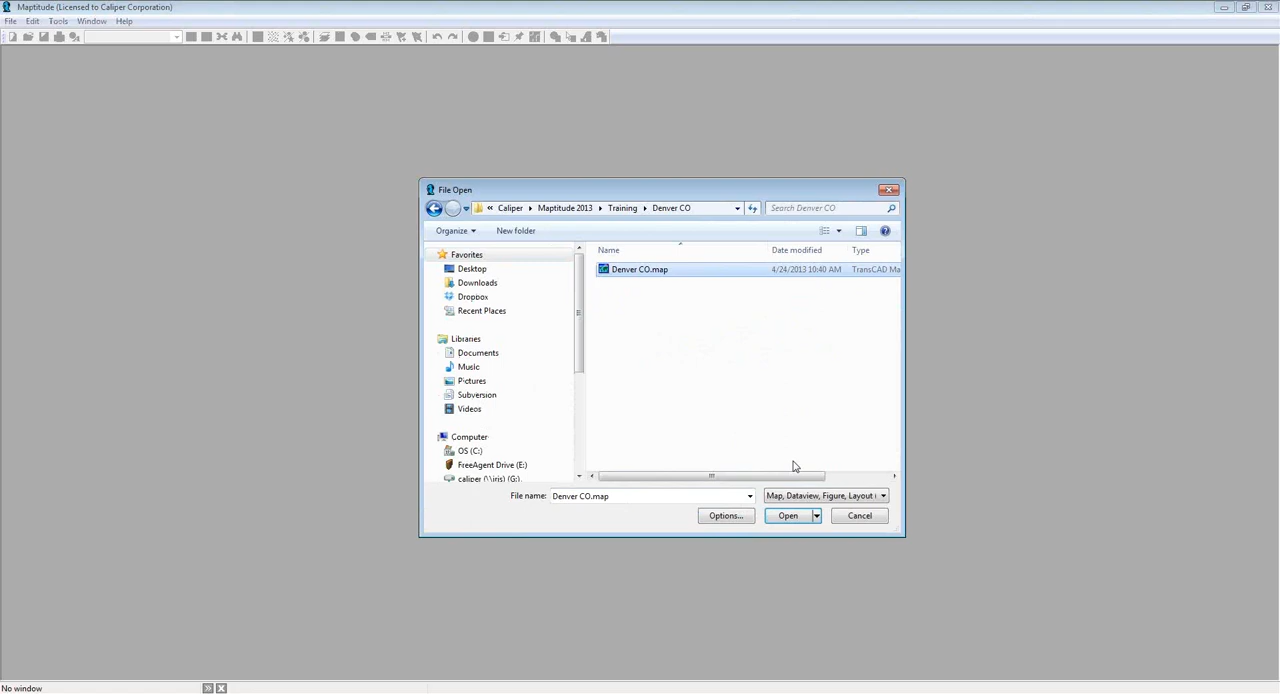 Maptitude (Licensed to Caliper Corporation)
File Edit Tools Window Help
File Open
« Caliper Maptitude 2013 Training Denver CO Search Denver CO
Organize New folder
Name Date modified Type
Favorites
Denver CO.map 4/24/2013 10:40 AM TransCAD Ma
Desktop
Downloads
Dropbox
Recent Places
Libraries
Documents
Music
Pictures
Subversion
Videos
Computer
OS (C:)
FreeAgent Drive (E:)
caliper (\\iris) (G:)
File name: Denver CO.map Map, Dataview, Figure, Layout (
Options... Open Cancel
No window